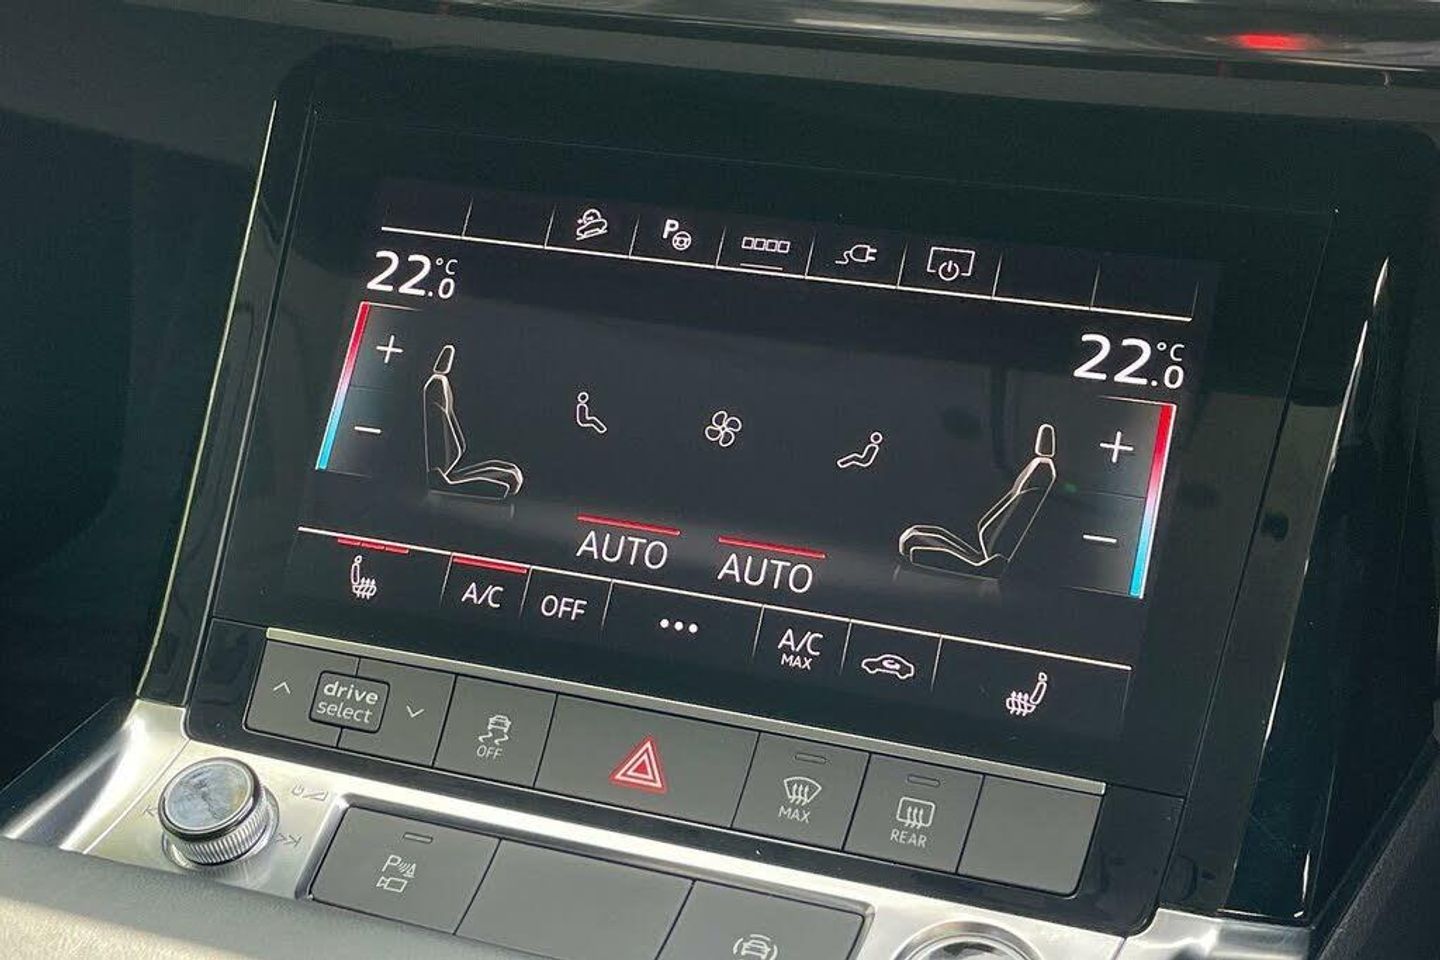 P
22.0 °C
22.0 °C
+
−
+
−
AUTO
AUTO
A/C
OFF
•••
A/C
MAX
drive
select
OFF
MAX
REAR
P